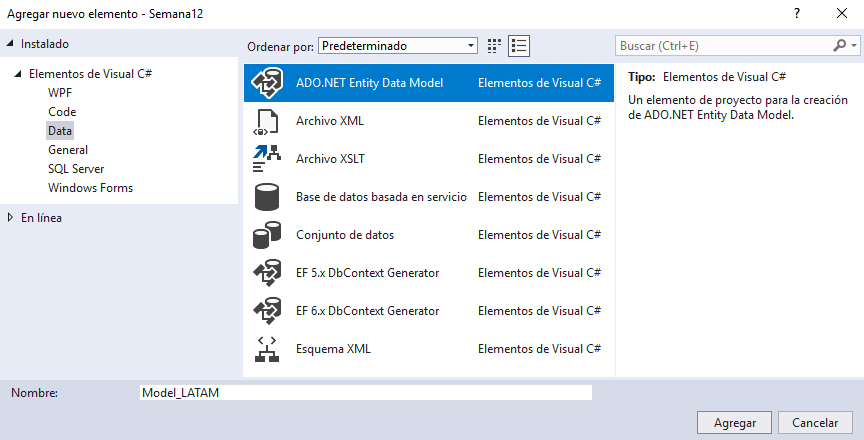 Agregar nuevo elemento - Semana12
? 
Instalado
Ordenar por: Predeterminado
Buscar (Ctrl+E)
Elementos de Visual C#
WPF
Code
Data
General
SQL Server
Windows Forms
En línea
ADO.NET Entity Data Model Elementos de Visual C#
Archivo XML Elementos de Visual C#
Archivo XSLT Elementos de Visual C#
Base de datos basada en servicio Elementos de Visual C#
Conjunto de datos Elementos de Visual C#
EF 5.x DbContext Generator Elementos de Visual C#
EF 6.x DbContext Generator Elementos de Visual C#
Esquema XML Elementos de Visual C#
Tipo: Elementos de Visual C#
Un elemento de proyecto para la creación
de ADO.NET Entity Data Model.
Nombre: Model_LATAM
Agregar Cancelar